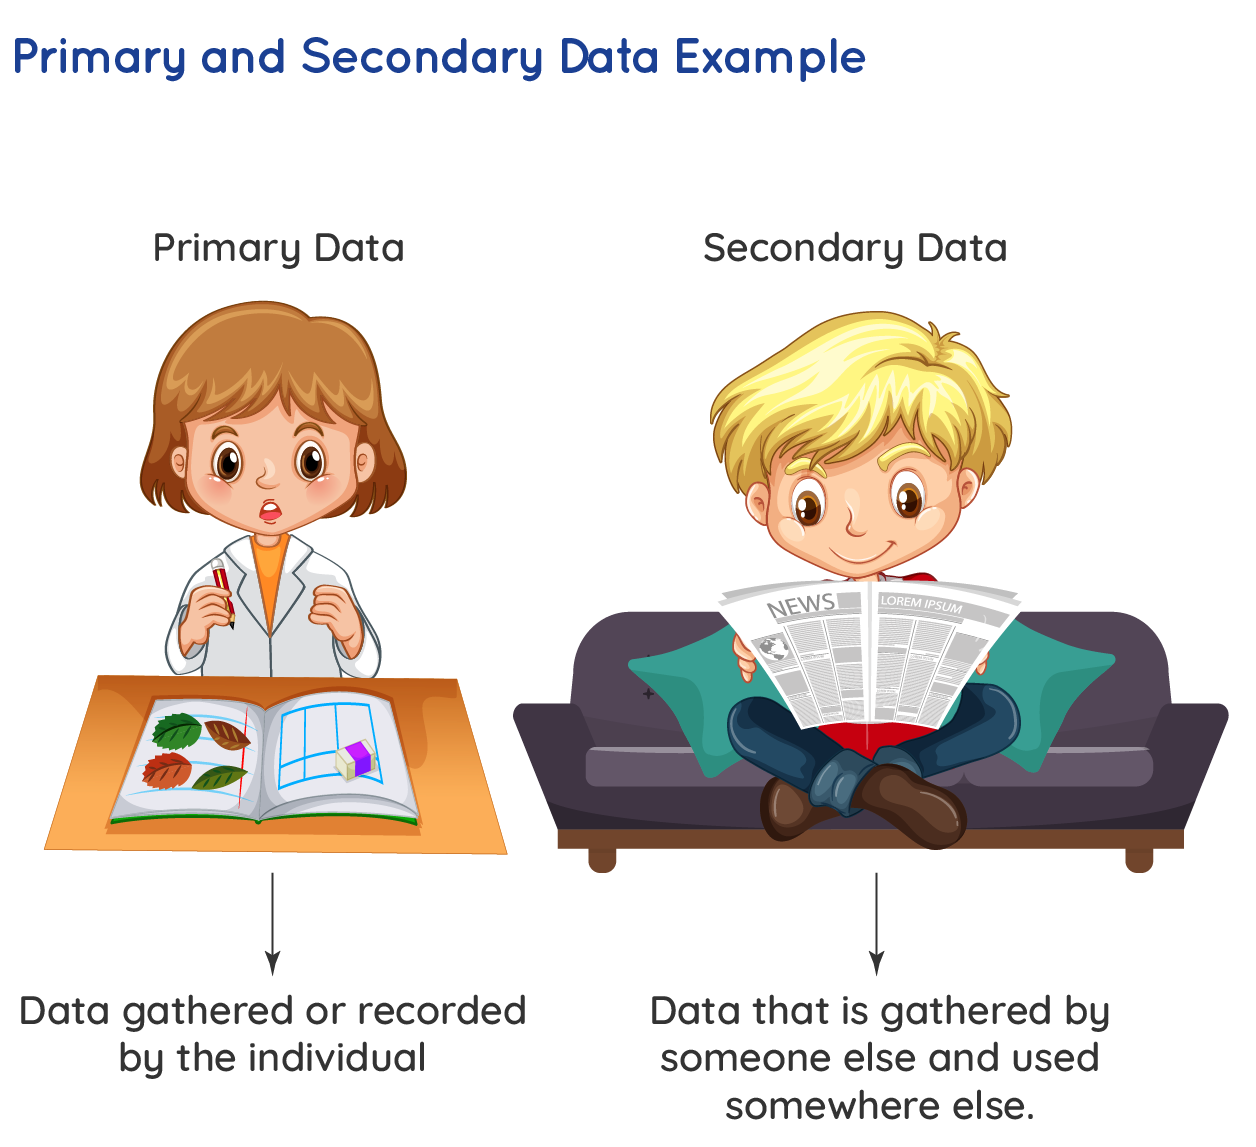 Primary and Secondary Data Example
Primary Data
Secondary Data
NEWS
LOREM IPSUM
Data gathered or recorded
by the individual
Data that is gathered by
someone else and used
somewhere else.